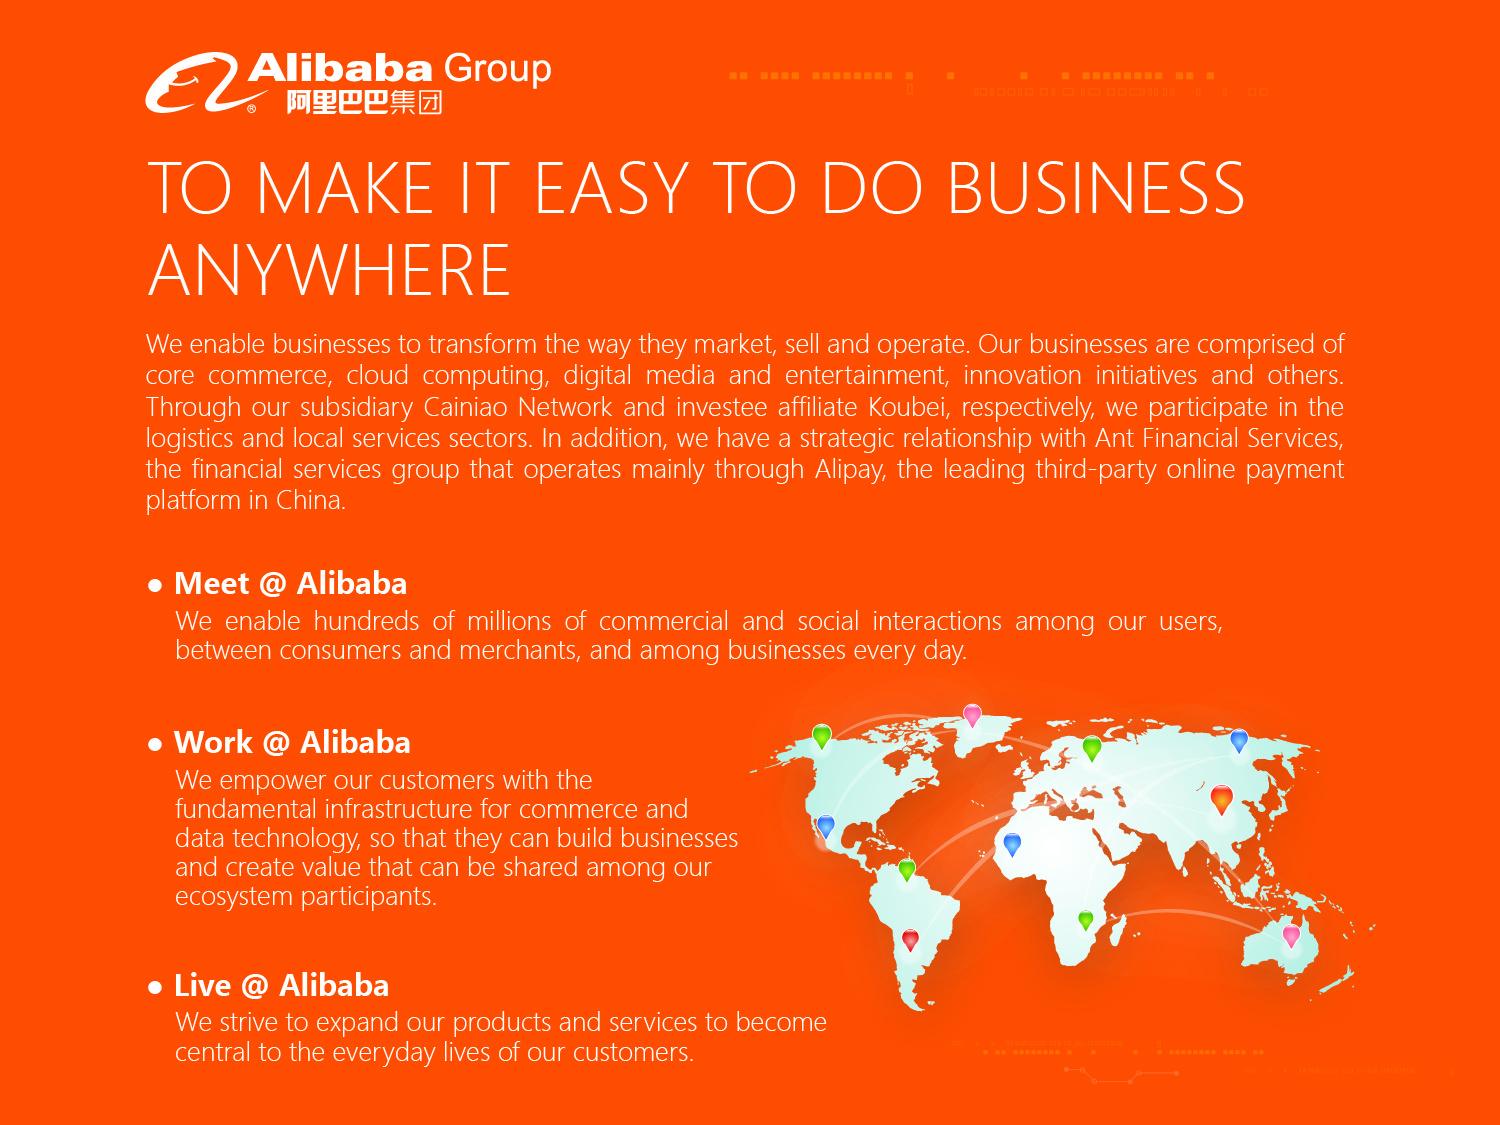 Alibaba Group
®
阿里巴巴集团
TO MAKE IT EASY TO DO BUSINESS
ANYWHERE
We enable businesses to transform the way they market, sell and operate. Our businesses are comprised of
core commerce, cloud computing, digital media and entertainment, innovation initiatives and others.
Through our subsidiary Cainiao Network and investee affiliate Koubei, respectively, we participate in the
logistics and local services sectors. In addition, we have a strategic relationship with Ant Financial Services,
the financial services group that operates mainly through Alipay, the leading third-party online payment
platform in China.
● Meet @ Alibaba
We enable hundreds of millions of commercial and social interactions among our users,
between consumers and merchants, and among businesses every day.
● Work @ Alibaba
We empower our customers with the
fundamental infrastructure for commerce and
data technology, so that they can build businesses
and create value that can be shared among our
ecosystem participants.
● Live @ Alibaba
We strive to expand our products and services to become
central to the everyday lives of our customers.